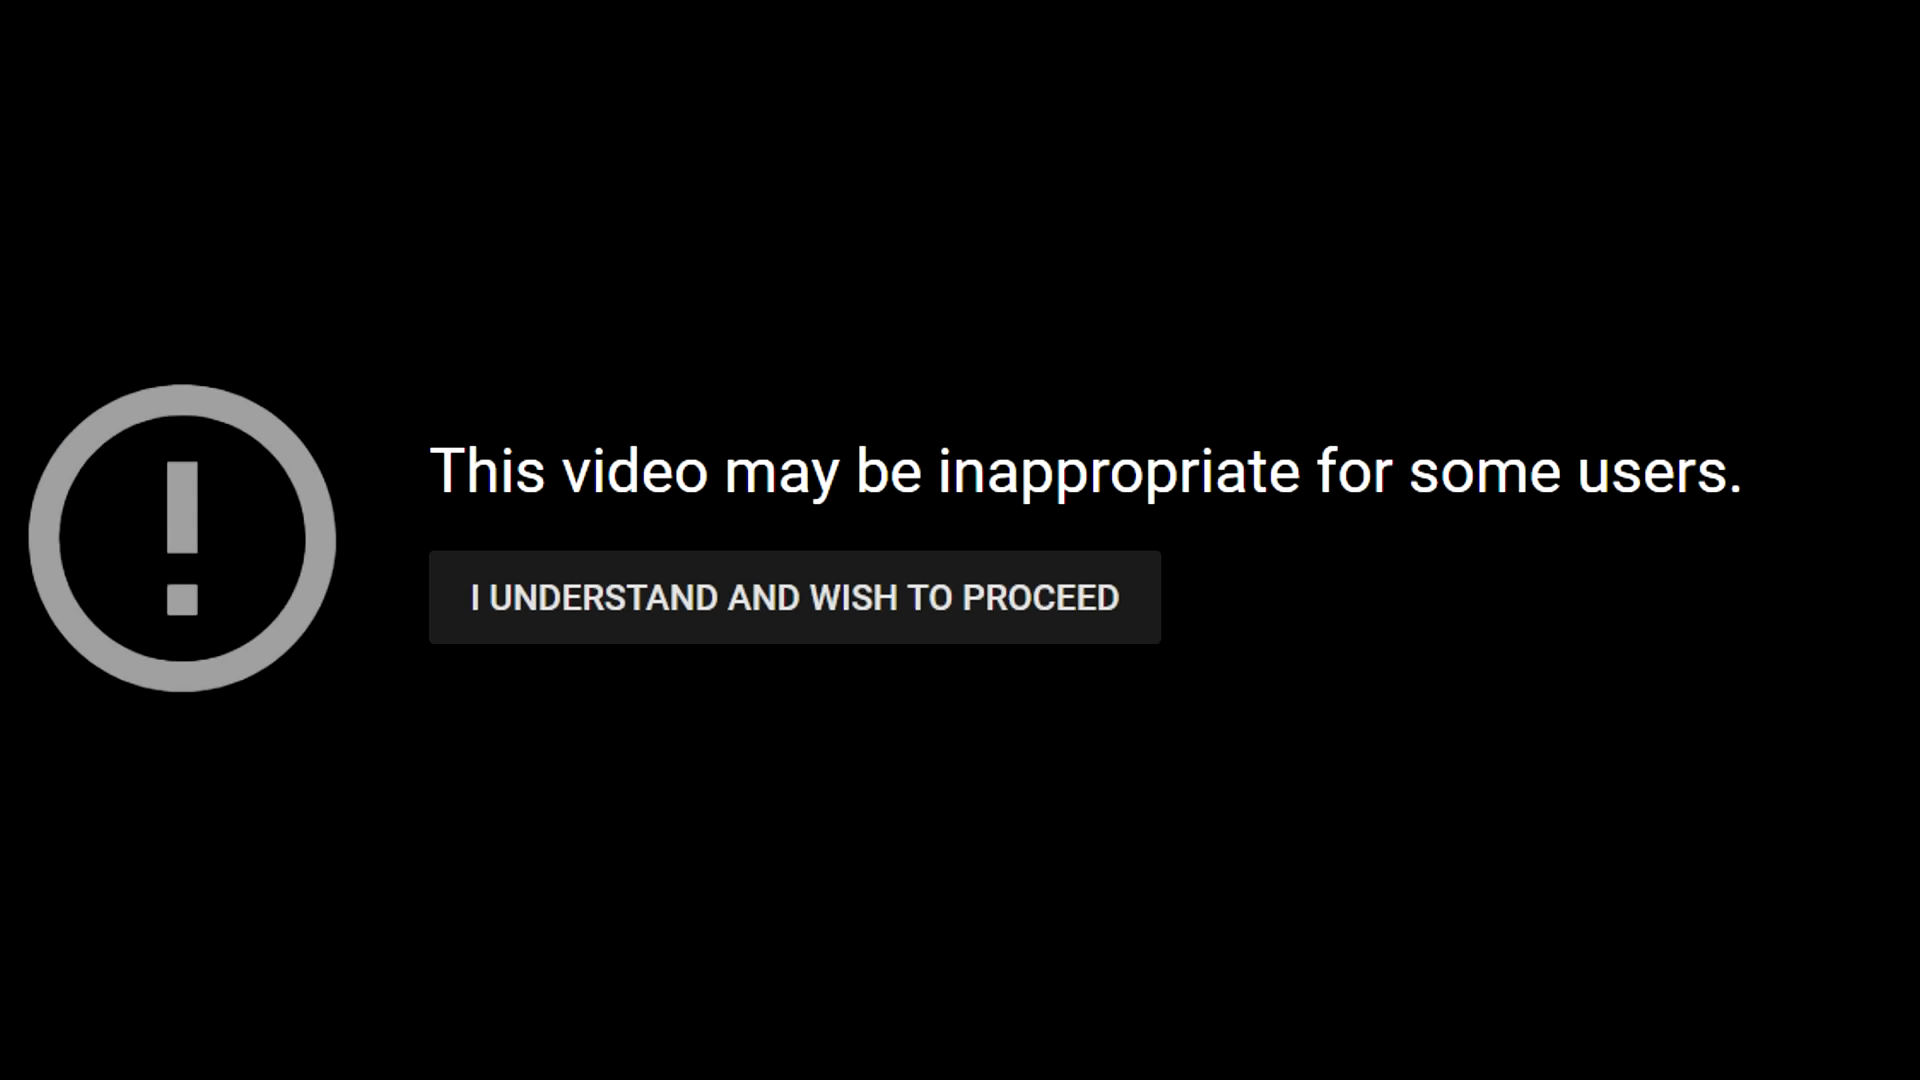 This video may be inappropriate for some users.
I UNDERSTAND AND WISH TO PROCEED